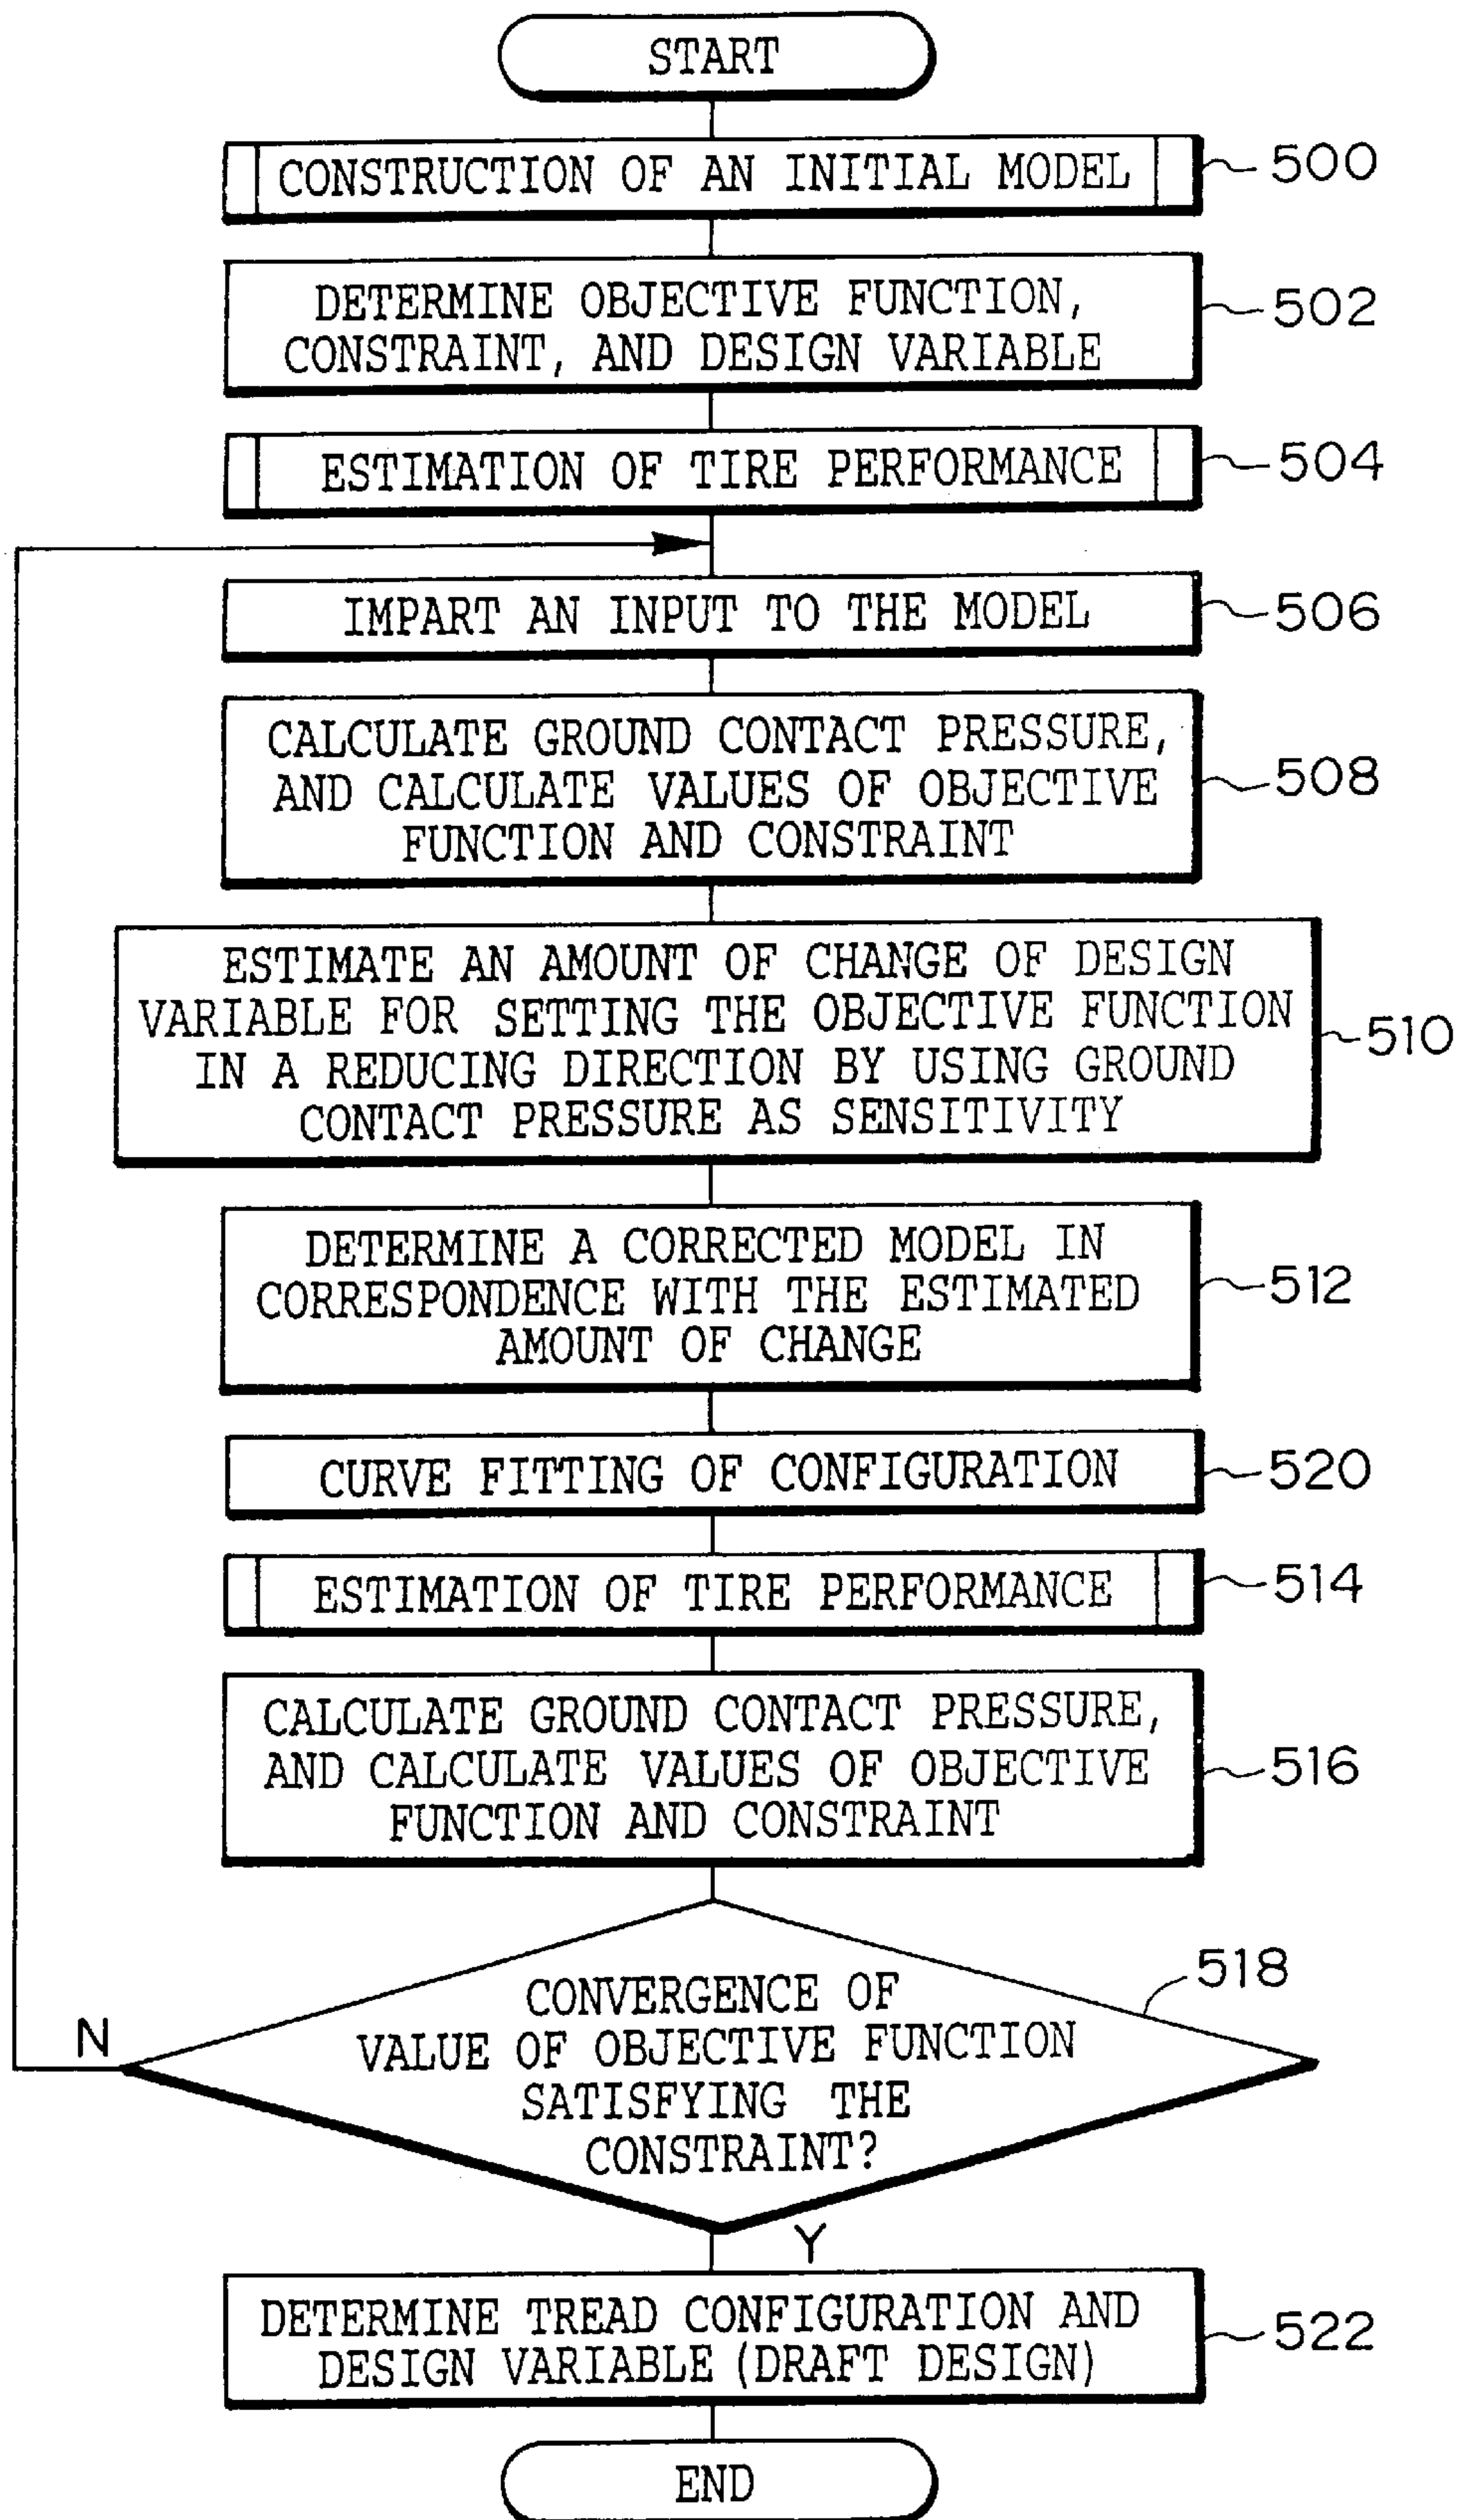 START
CONSTRUCTION OF AN INITIAL MODEL
500
DETERMINE OBJECTIVE FUNCTION,
CONSTRAINT, AND DESIGN VARIABLE
502
ESTIMATION OF TIRE PERFORMANCE
504
IMPART AN INPUT TO THE MODEL
506
CALCULATE GROUND CONTACT PRESSURE,
AND CALCULATE VALUES OF OBJECTIVE
FUNCTION AND CONSTRAINT
508
ESTIMATE AN AMOUNT OF CHANGE OF DESIGN
VARIABLE FOR SETTING THE OBJECTIVE FUNCTION
IN A REDUCING DIRECTION BY USING GROUND
CONTACT PRESSURE AS SENSITIVITY
510
DETERMINE A CORRECTED MODEL IN
CORRESPONDENCE WITH THE ESTIMATED
AMOUNT OF CHANGE
512
CURVE FITTING OF CONFIGURATION
520
ESTIMATION OF TIRE PERFORMANCE
514
CALCULATE GROUND CONTACT PRESSURE,
AND CALCULATE VALUES OF OBJECTIVE
FUNCTION AND CONSTRAINT
516
CONVERGENCE OF
VALUE OF OBJECTIVE FUNCTION
SATISFYING THE
CONSTRAINT?
518
N
Y
DETERMINE TREAD CONFIGURATION AND
DESIGN VARIABLE (DRAFT DESIGN)
522
END